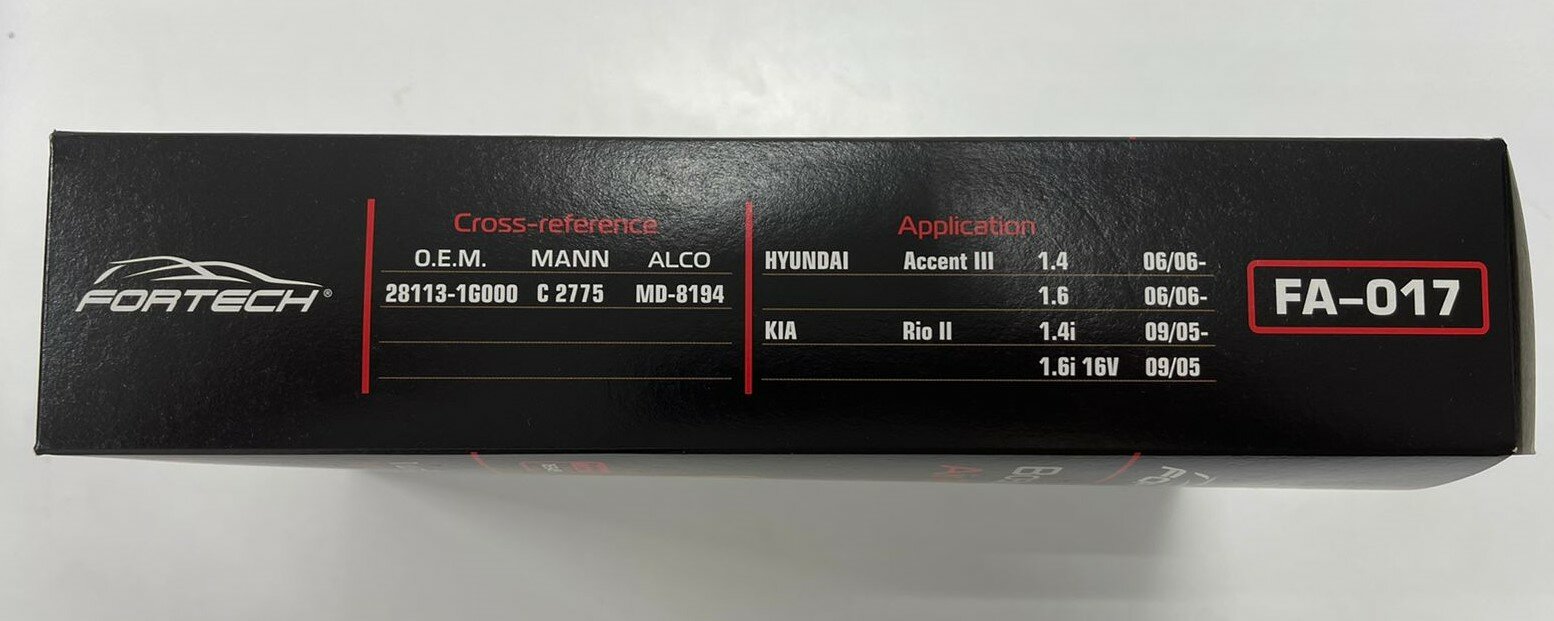 FORTECH®
Cross-reference
O.E.M. MANN ALCO
28113-1G000 C 2775 MD-8194
Application
HYUNDAI Accent III 1.4 06/06-
1.6 06/06-
KIA Rio II 1.4i 09/05-
1.6i 16V 09/05
FA-017